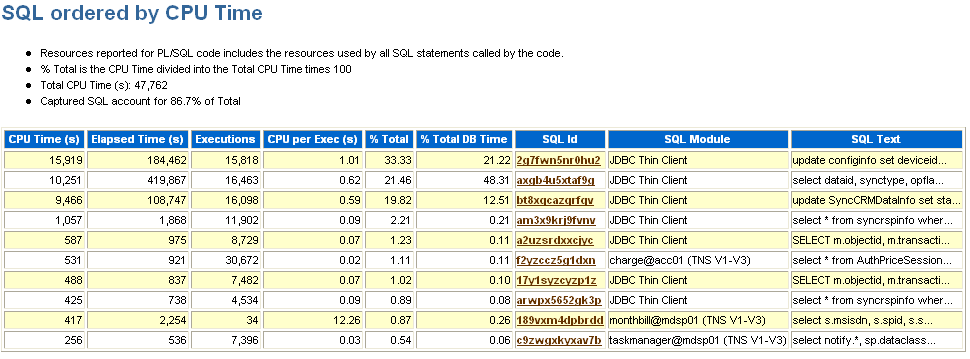 SQL ordered by CPU Time
Resources reported for PL/SQL code includes the resources used by all SQL statements called by the code.
% Total is the CPU Time divided into the Total CPU Time times 100
Total CPU Time (s): 47,762
Captured SQL account for 86.7% of Total
CPU Time (s) Elapsed Time (s) Executions CPU per Exec (s) % Total % Total DB Time SQL Id SQL Module SQL Text
15,919 184,462 15,818 1.01 33.33 21.22 2g7fwn5nr0hu2 JDBC Thin Client update configinfo set deviceid...
10,251 419,867 16,463 0.62 21.46 48.31 axgb4u5xtaf9g JDBC Thin Client select dataid, synctype, opfla...
9,466 108,747 16,098 0.59 19.82 12.51 bt8xqcazgrfqv JDBC Thin Client update SyncCRMDataInfo set sta...
1,057 1,868 11,902 0.09 2.21 0.21 am3x9krj9fvnv JDBC Thin Client select * from syncrspinfo wher...
587 975 8,729 0.07 1.23 0.11 a2uzsrdxxcjyc JDBC Thin Client SELECT m.objectid, m.transacti...
531 921 30,672 0.02 1.11 0.11 f2yzccz5g1dxn charge@acc01 (TNS V1-V3) select * from AuthPriceSession...
488 837 7,482 0.07 1.02 0.10 17y1syzcyzp1z JDBC Thin Client SELECT m.objectid, m.transacti...
425 738 4,534 0.09 0.89 0.08 arwpx5652gk3p JDBC Thin Client select * from syncrspinfo wher...
417 2,254 34 12.26 0.87 0.26 189vxm4dpbrdd monthbill@mdsp01 (TNS V1-V3) select s.msisdn, s.spid, s.s...
256 536 7,396 0.03 0.54 0.06 c9zwgxkyxav7b taskmanager@mdsp01 (TNS V1-V3) select notify.*, sp.dataclass...